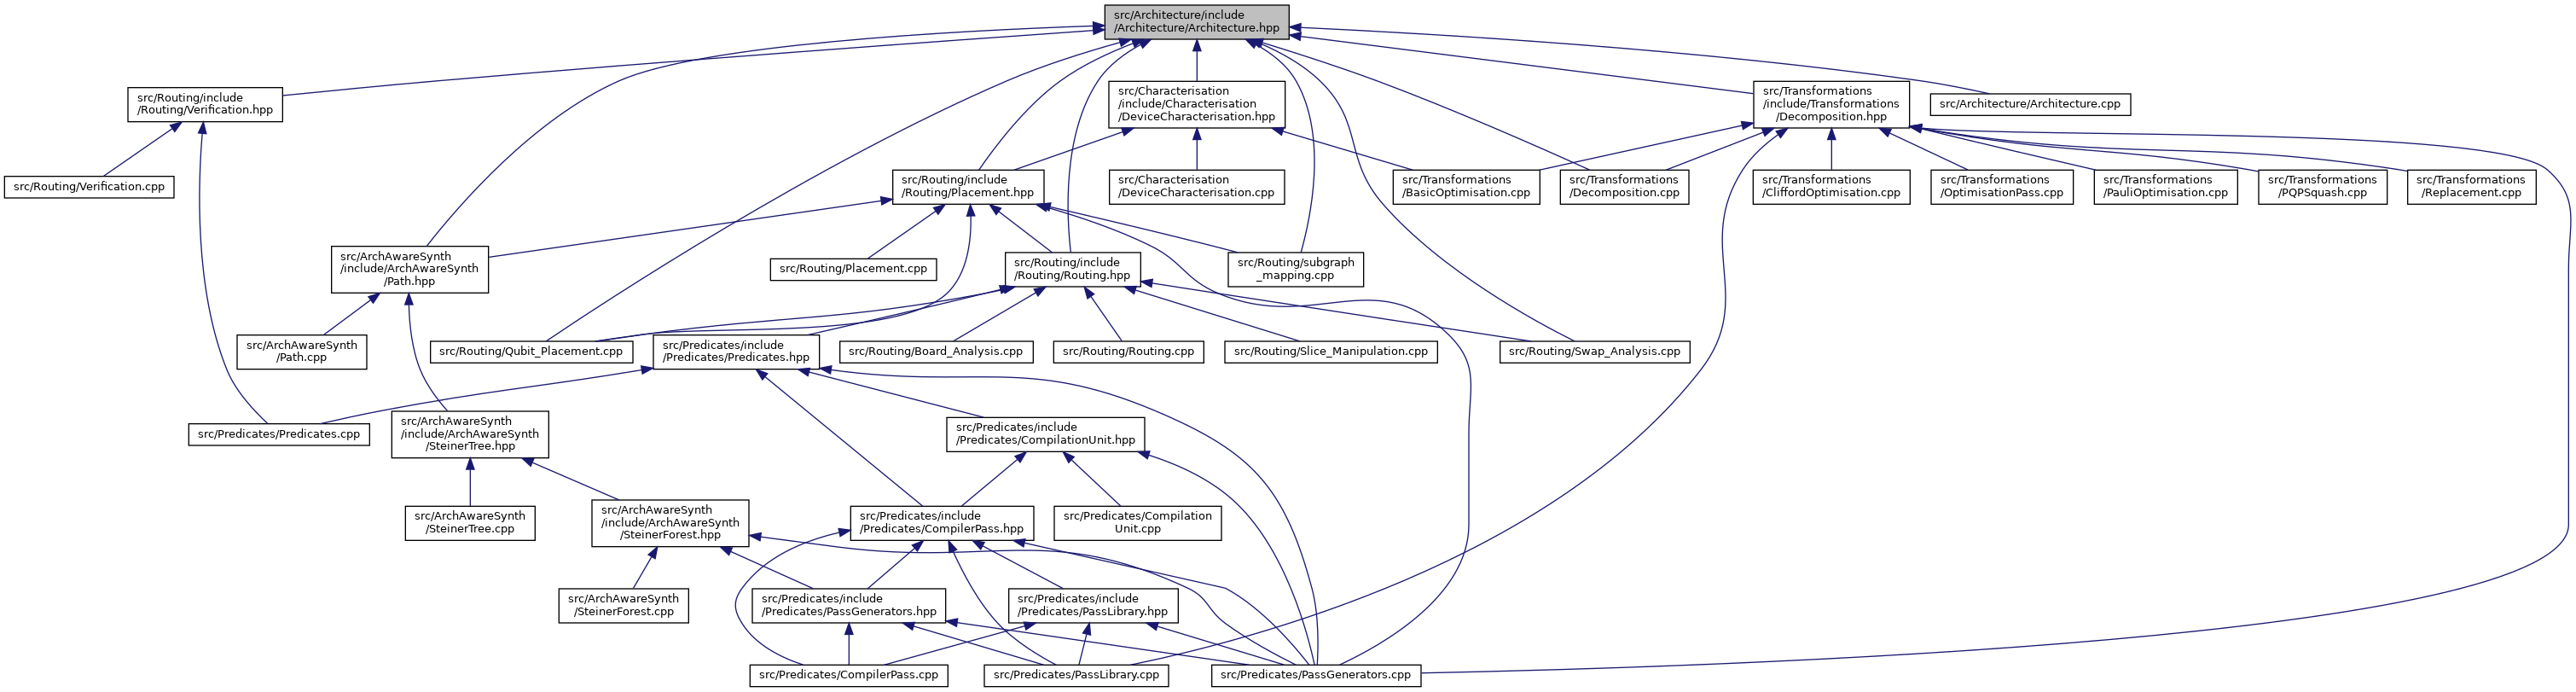 src/Architecture/include
/Architecture/Architecture.hpp
src/Routing/include
/Routing/Verification.hpp
src/Characterisation
/include/Characterisation
/DeviceCharacterisation.hpp
src/Transformations
/include/Transformations
/Decomposition.hpp
src/Architecture/Architecture.cpp
src/Routing/Verification.cpp
src/Routing/include
/Routing/Placement.hpp
src/Characterisation
/DeviceCharacterisation.cpp
src/Transformations
/BasicOptimisation.cpp
src/Transformations
/Decomposition.cpp
src/Transformations
/CliffordOptimisation.cpp
src/Transformations
/OptimisationPass.cpp
src/Transformations
/PauliOptimisation.cpp
src/Transformations
/PQPSquash.cpp
src/Transformations
/Replacement.cpp
src/ArchAwareSynth
/include/ArchAwareSynth
/Path.hpp
src/Routing/Placement.cpp
src/Routing/include
/Routing/Routing.hpp
src/Routing/subgraph
_mapping.cpp
src/ArchAwareSynth
/Path.cpp
src/Routing/Qubit_Placement.cpp
src/Predicates/include
/Predicates/Predicates.hpp
src/Routing/Board_Analysis.cpp
src/Routing/Routing.cpp
src/Routing/Slice_Manipulation.cpp
src/Routing/Swap_Analysis.cpp
src/Predicates/Predicates.cpp
src/ArchAwareSynth
/include/ArchAwareSynth
/SteinerTree.hpp
src/Predicates/include
/Predicates/CompilationUnit.hpp
src/ArchAwareSynth
/SteinerTree.cpp
src/ArchAwareSynth
/include/ArchAwareSynth
/SteinerForest.hpp
src/Predicates/include
/Predicates/CompilerPass.hpp
src/Predicates/Compilation
Unit.cpp
src/ArchAwareSynth
/SteinerForest.cpp
src/Predicates/include
/Predicates/PassGenerators.hpp
src/Predicates/include
/Predicates/PassLibrary.hpp
src/Predicates/CompilerPass.cpp
src/Predicates/PassLibrary.cpp
src/Predicates/PassGenerators.cpp